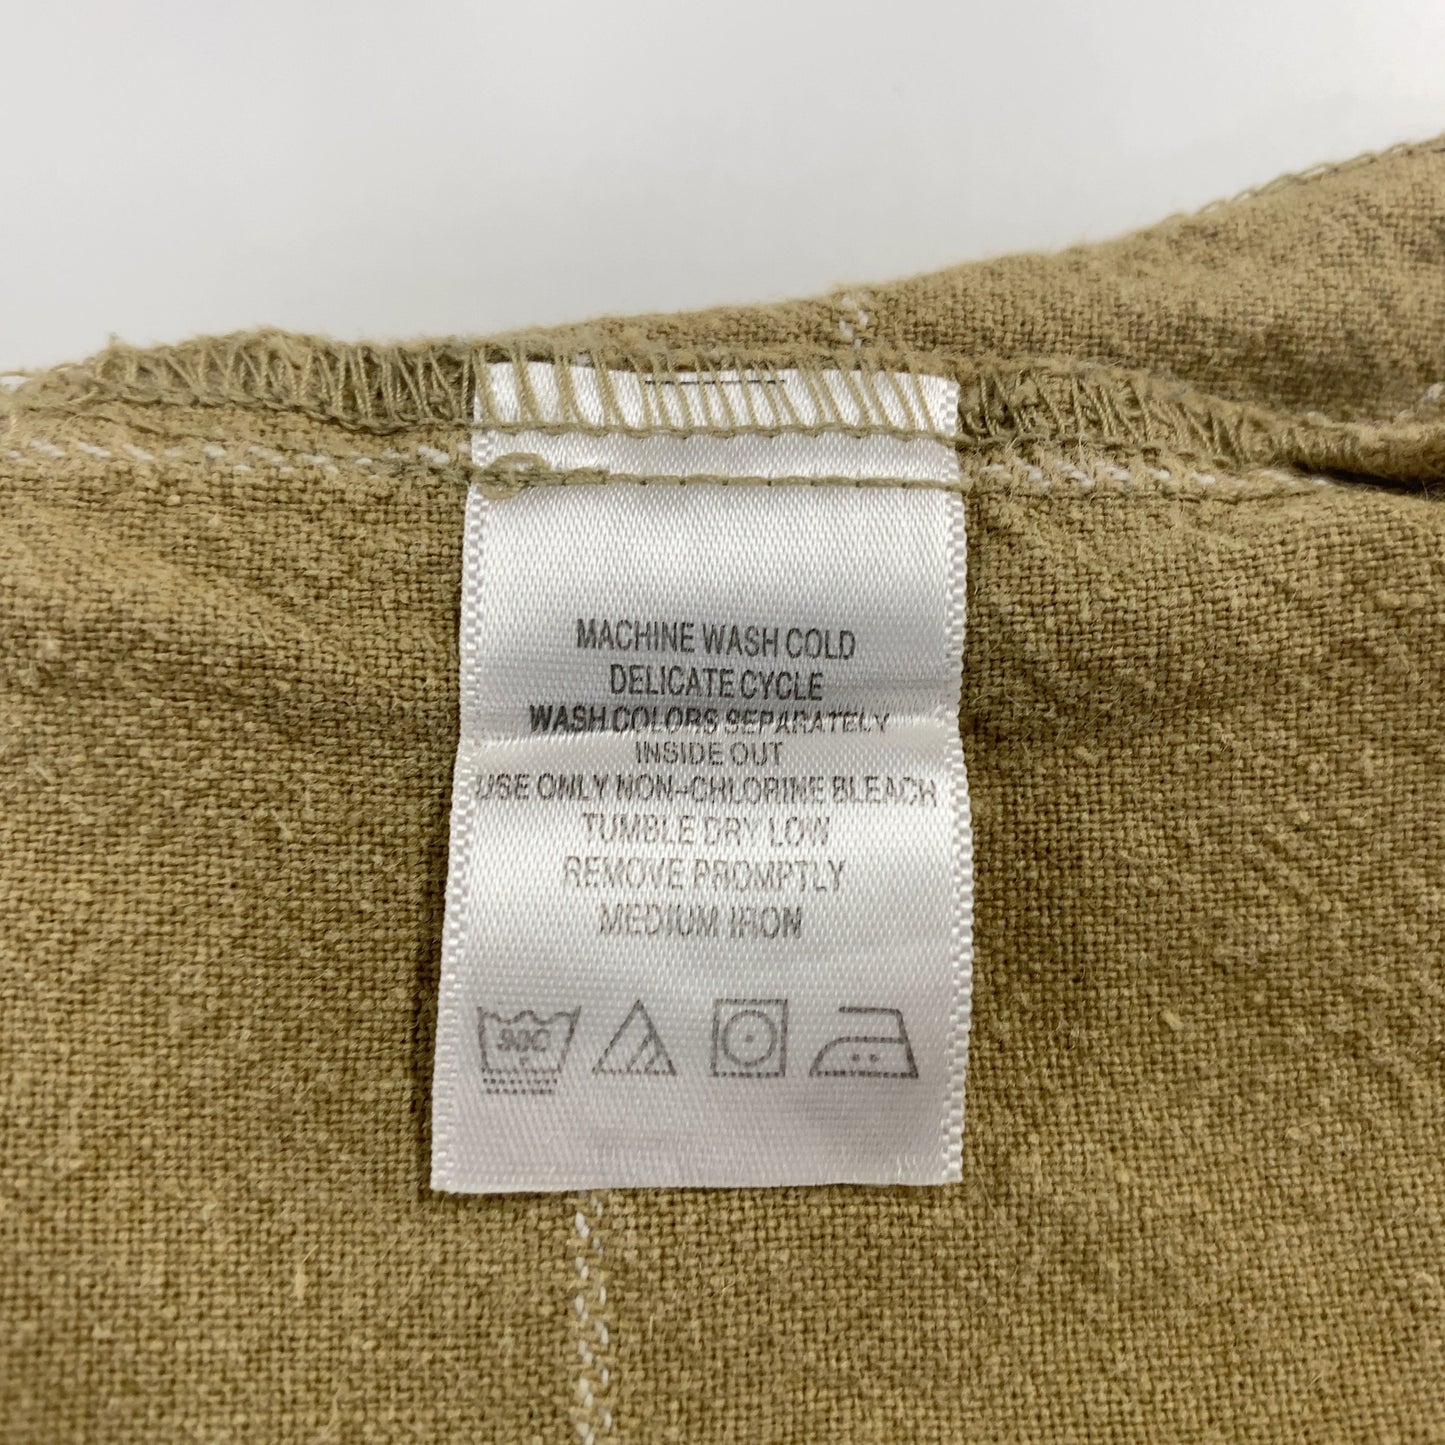 MACHINE WASH COLD
DELICATE CYCLE
WASH COLORS SEPARATELY
INSIDE OUT
USE ONLY NON-CHLORINE BLEACH
TUMBLE DRY LOW
REMOVE PROMPTLY
MEDIUM IRON